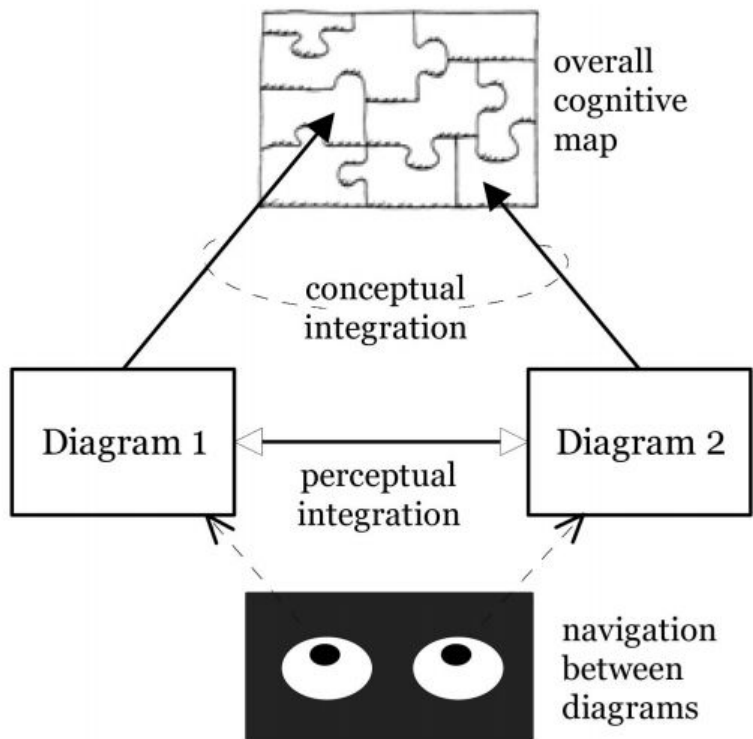 overall
cognitive
map
conceptual
integration
Diagram 1
Diagram 2
perceptual
integration
navigation
between
diagrams